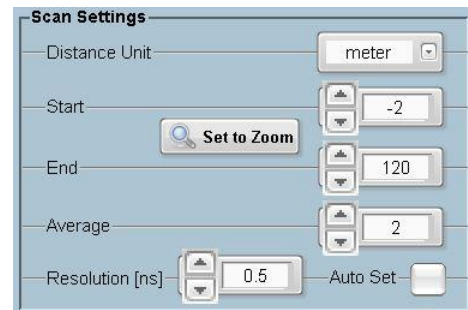 Scan Settings
Distance Unit meter
Start -2
Set to Zoom
End 120
Average 2
Resolution [ns] 0.5 Auto Set